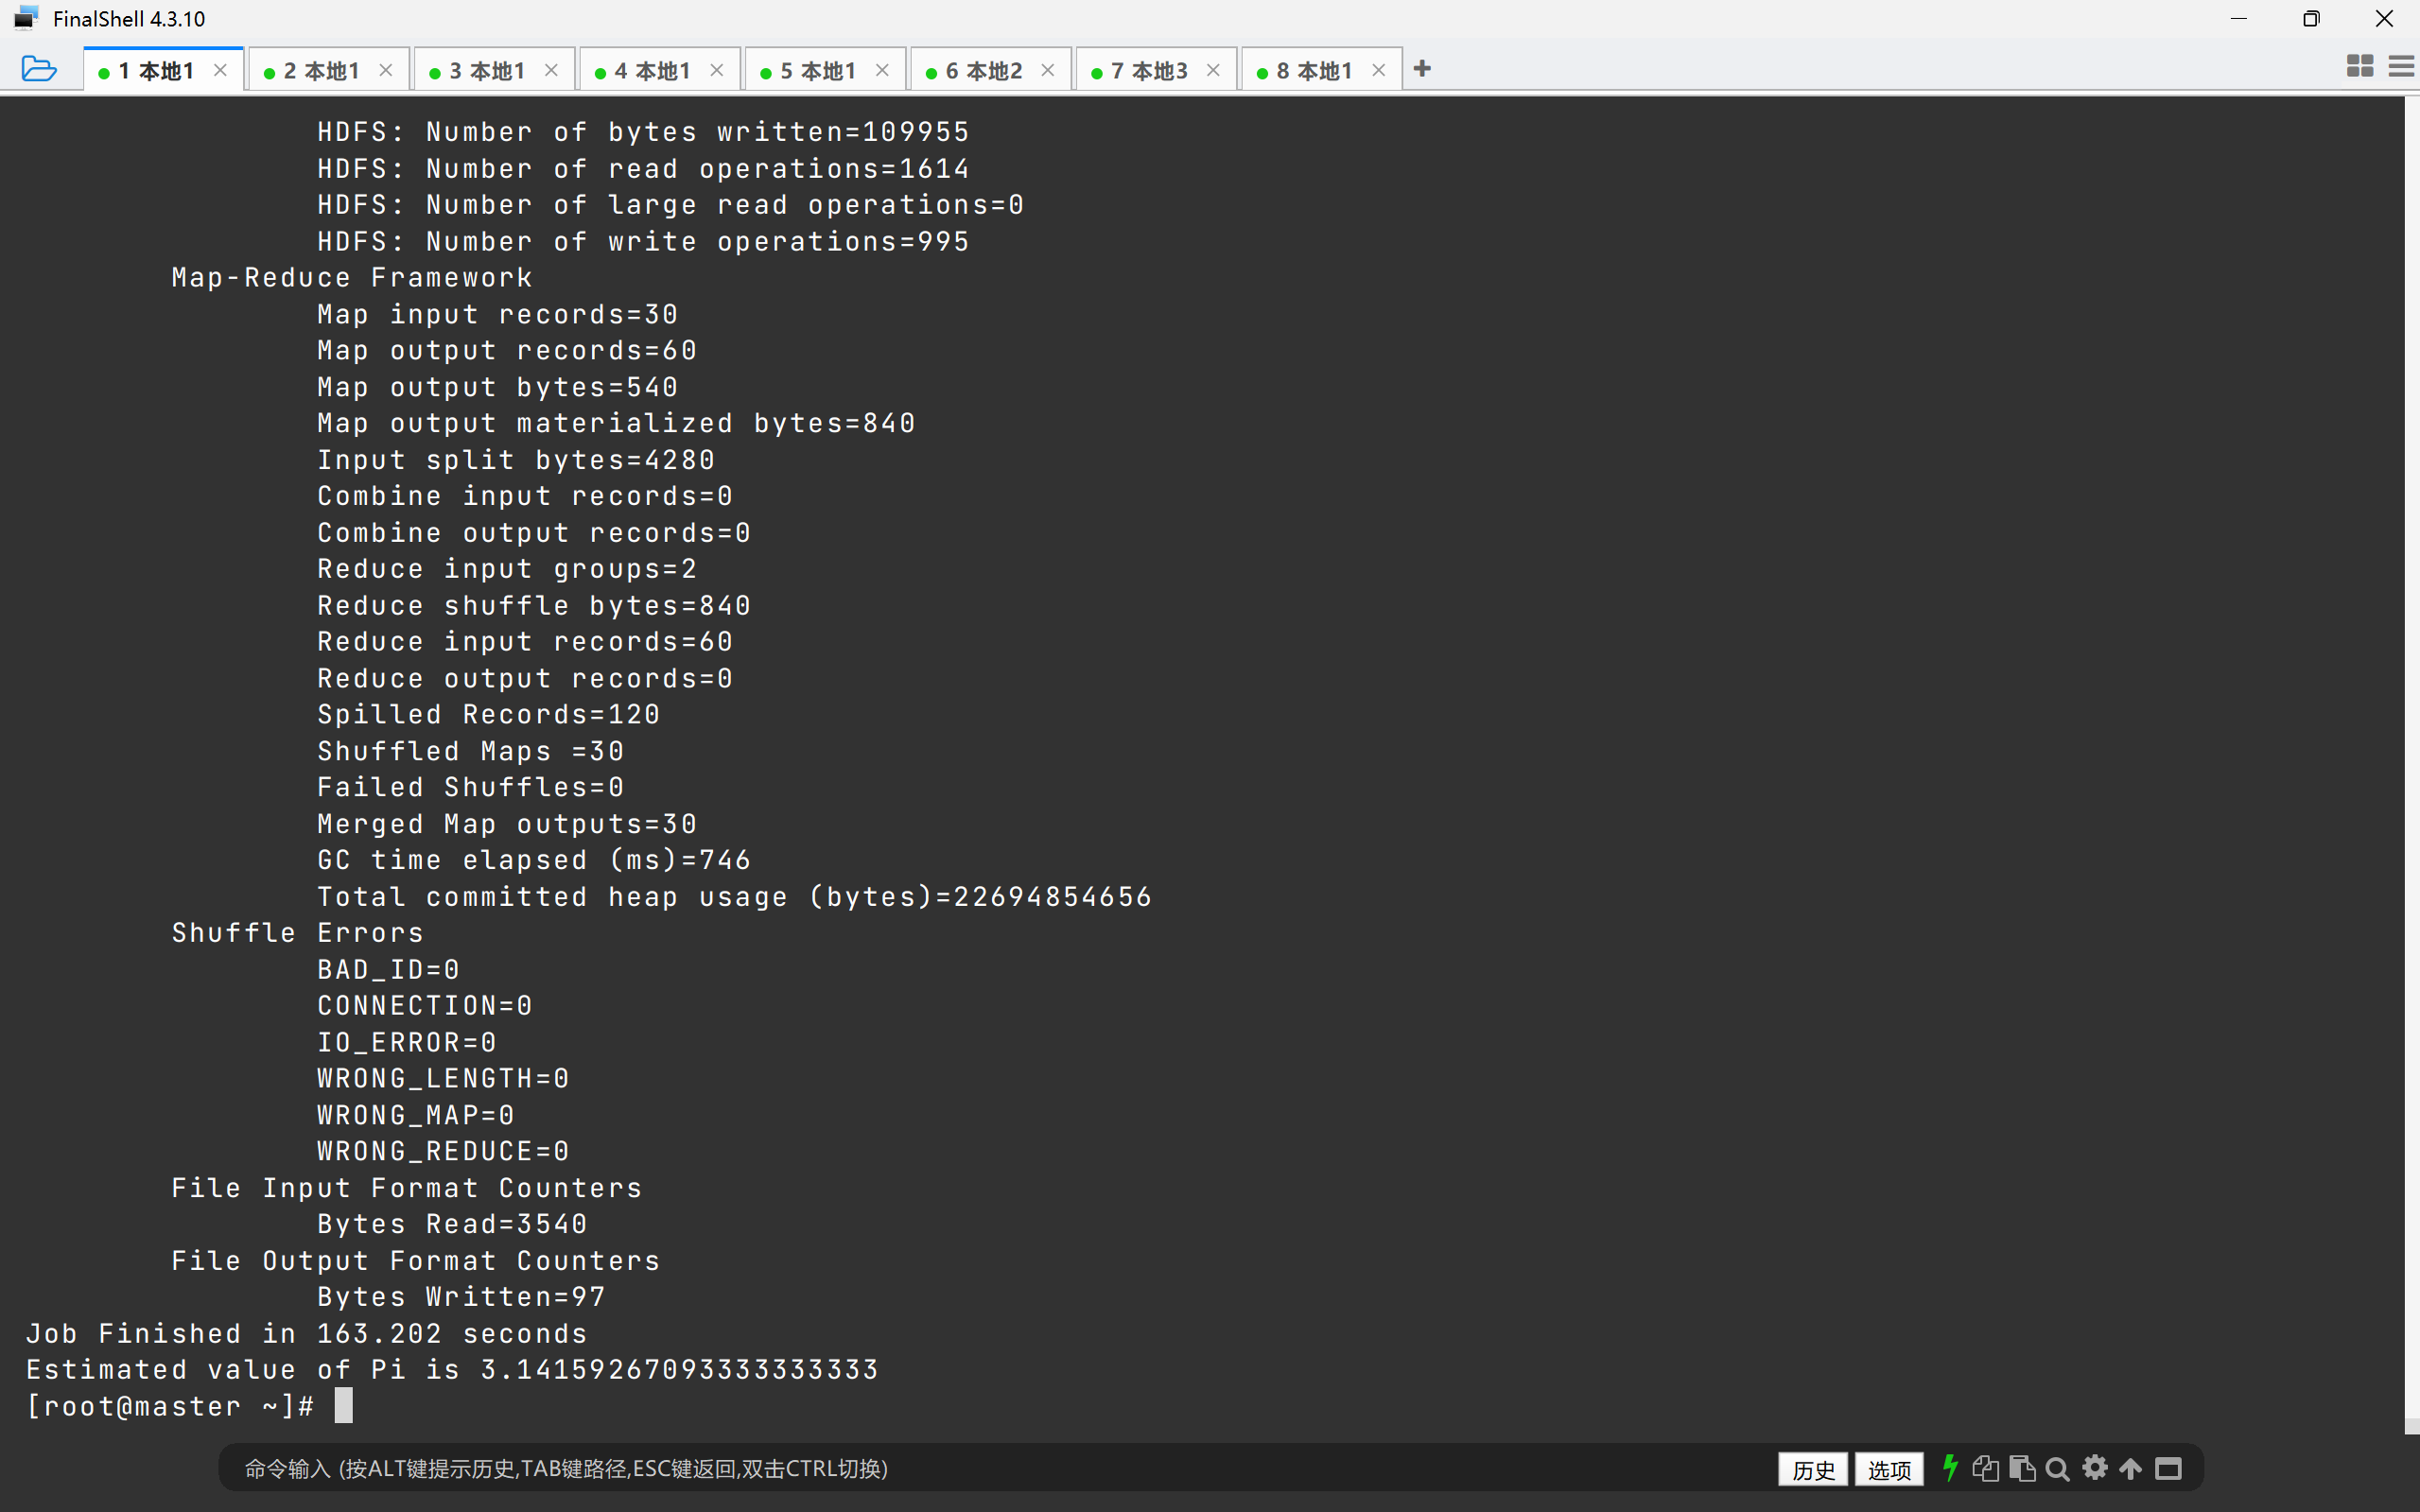 FinalShell 4.3.10
1 本地1
2 本地1
3 本地1
4 本地1
5 本地1
6 本地2
7 本地3
8 本地1
HDFS: Number of bytes written=109955
HDFS: Number of read operations=1614
HDFS: Number of large read operations=0
HDFS: Number of write operations=995
Map-Reduce Framework
Map input records=30
Map output records=60
Map output bytes=540
Map output materialized bytes=840
Input split bytes=4280
Combine input records=0
Combine output records=0
Reduce input groups=2
Reduce shuffle bytes=840
Reduce input records=60
Reduce output records=0
Spilled Records=120
Shuffled Maps =30
Failed Shuffles=0
Merged Map outputs=30
GC time elapsed (ms)=746
Total committed heap usage (bytes)=22694854656
Shuffle Errors
BAD_ID=0
CONNECTION=0
IO_ERROR=0
WRONG_LENGTH=0
WRONG_MAP=0
WRONG_REDUCE=0
File Input Format Counters
Bytes Read=3540
File Output Format Counters
Bytes Written=97
Job Finished in 163.202 seconds
Estimated value of Pi is 3.14159267093333333333
[root@master ~]#
命令输入 (按ALT键提示历史,TAB键路径,ESC键返回,双击CTRL切换)
历史
选项